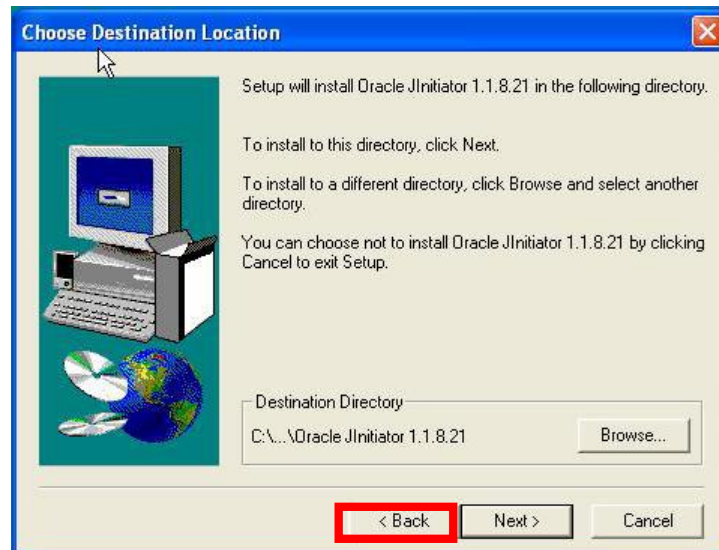 Choose Destination Location
Setup will install Oracle JInitiator 1.1.8.21 in the following directory.
To install to this directory, click Next.
To install to a different directory, click Browse and select another
directory.
You can choose not to install Oracle JInitiator 1.1.8.21 by clicking
Cancel to exit Setup.
Destination Directory
C:\...\Oracle JInitiator 1.1.8.21
Browse...
< Back
Next >
Cancel